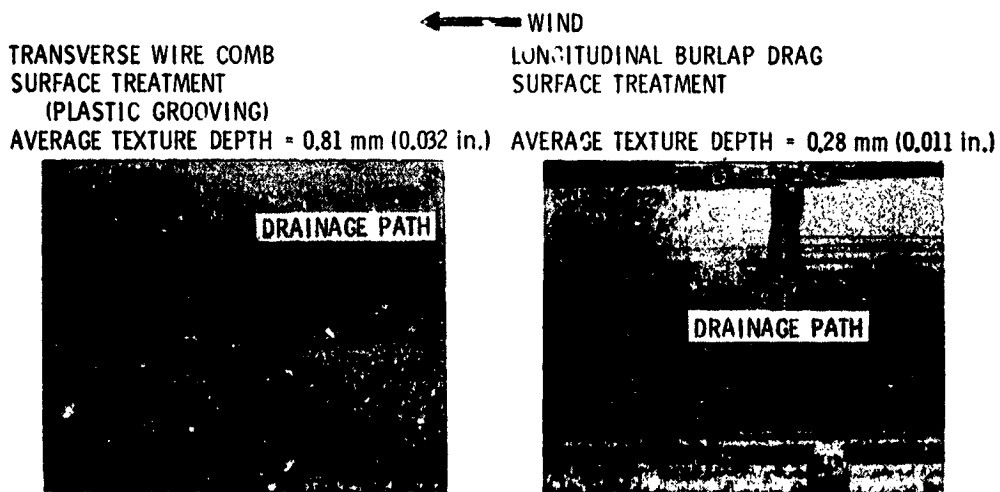 WIND
TRANSVERSE WIRE COMB
SURFACE TREATMENT
(PLASTIC GROOVING)
AVERAGE TEXTURE DEPTH = 0.81 mm (0.032 in.)
DRAINAGE PATH
LONGITUDINAL BURLAP DRAG
SURFACE TREATMENT
AVERAGE TEXTURE DEPTH = 0.28 mm (0.011 in.)
DRAINAGE PATH